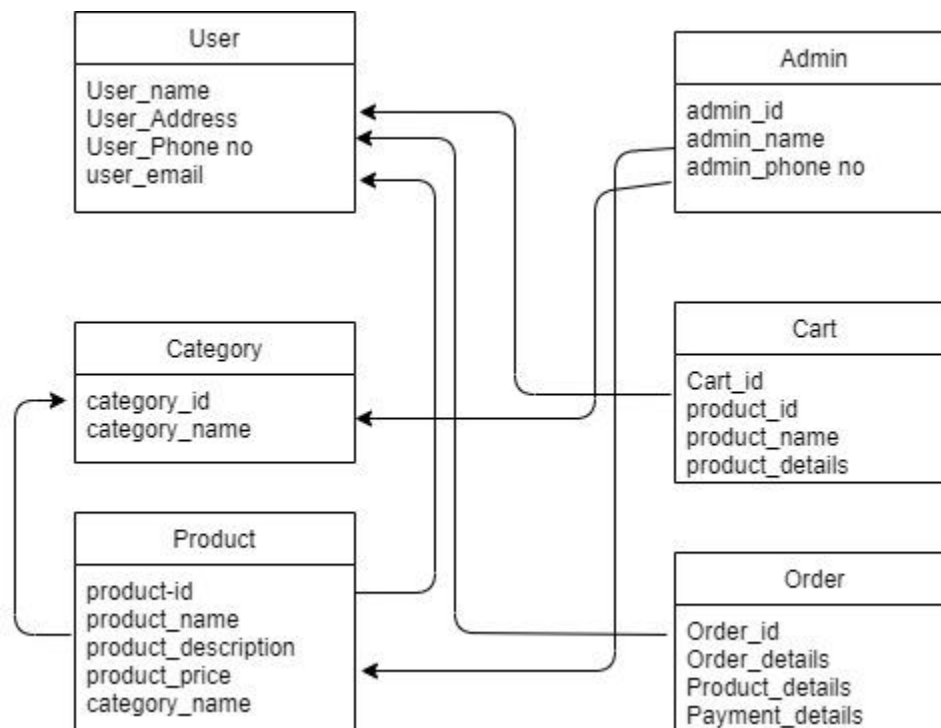 User
User_name
User_Address
User_Phone no
user_email
Admin
admin_id
admin_name
admin_phone no
Category
category_id
category_name
Cart
Cart_id
product_id
product_name
product_details
Product
product-id
product_name
product_description
product_price
category_name
Order
Order_id
Order_details
Product_details
Payment_details